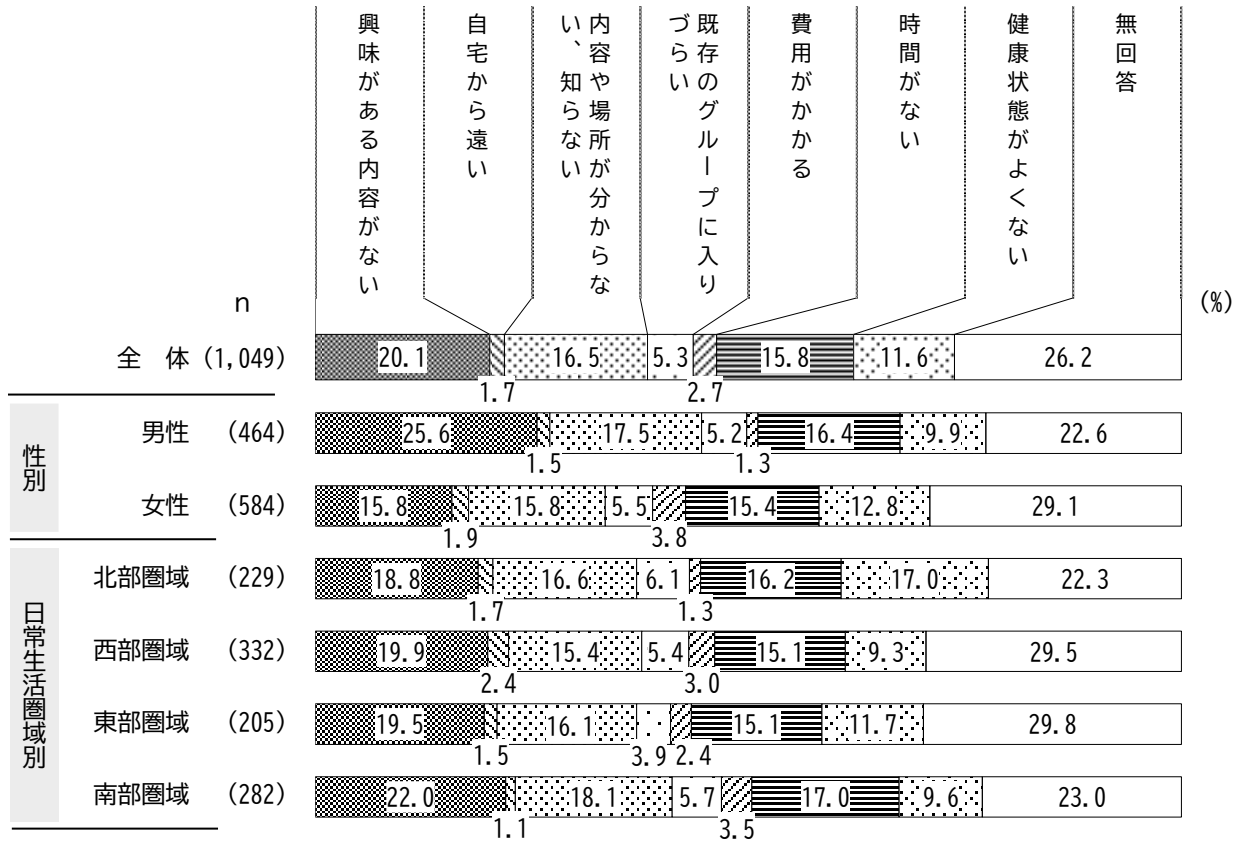 興味がある内容がない
自宅から遠い
内容や場所が分からな
い、知らない
既存のグループに入り
づらい
費用がかかる
時間がない
健康状態がよくない
無回答
n
(%)
全 体 (1,049)
20.1
1.7
16.5
5.3
2.7
15.8
11.6
26.2
性別
男性 (464)
25.6
1.5
17.5
5.2
1.3
16.4
9.9
22.6
女性 (584)
15.8
1.9
15.8
5.5
3.8
15.4
12.8
29.1
日常生活圏域別
北部圏域 (229)
18.8
1.7
16.6
6.1
1.3
16.2
17.0
22.3
西部圏域 (332)
19.9
2.4
15.4
5.4
3.0
15.1
9.3
29.5
東部圏域 (205)
19.5
1.5
16.1
3.9
2.4
15.1
11.7
29.8
南部圏域 (282)
22.0
1.1
18.1
5.7
3.5
17.0
9.6
23.0